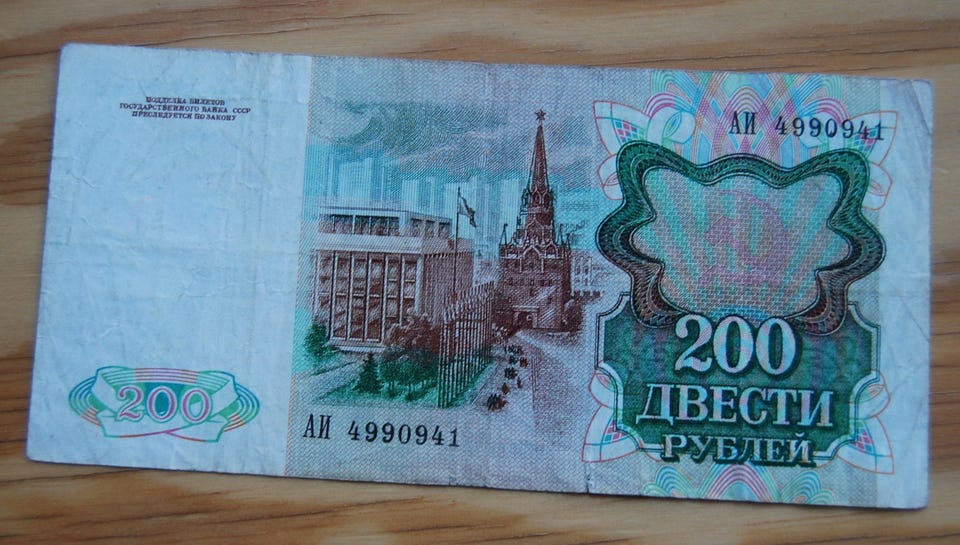 ПОДДЕЛКА БИЛЕТОВ
ГОСУДАРСТВЕННОГО БАНКА СССР
ПРЕСЛЕДУЕТСЯ ПО ЗАКОНУ
АИ 4990941
200
ДВЕСТИ
РУБЛЕЙ
200
АИ 4990941